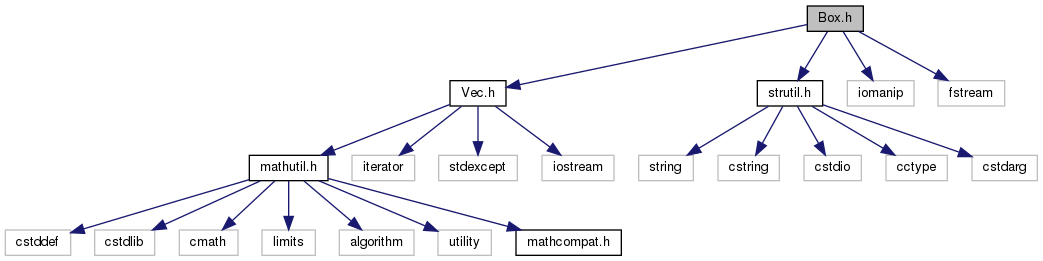 Box.h
Vec.h
strutil.h
iomanip
fstream
mathutil.h
iterator
stdexcept
iostream
string
cstring
cstdio
cctype
cstdarg
cstddef
cstdlib
cmath
limits
algorithm
utility
mathcompat.h